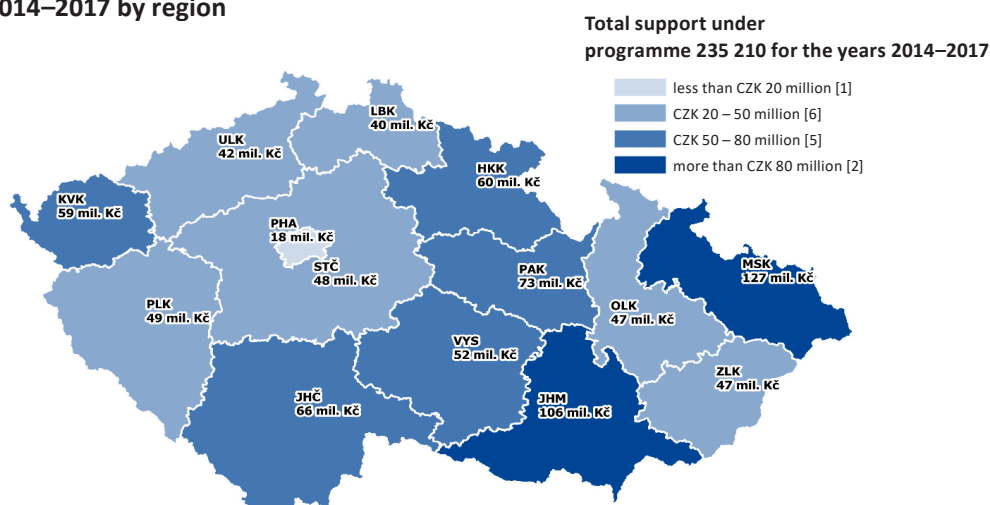 2014–2017 by region
Total support under
programme 235 210 for the years 2014–2017
less than CZK 20 million [1]
CZK 20 – 50 million [6]
CZK 50 – 80 million [5]
more than CZK 80 million [2]
LBK
40 mil. Kč
ULK
42 mil. Kč
HKK
60 mil. Kč
KVK
59 mil. Kč
PHA
18 mil. Kč
STČ
48 mil. Kč
PAK
73 mil. Kč
MSK
127 mil. Kč
PLK
49 mil. Kč
OLK
47 mil. Kč
VYS
52 mil. Kč
ZLK
47 mil. Kč
JHČ
66 mil. Kč
JHM
106 mil. Kč